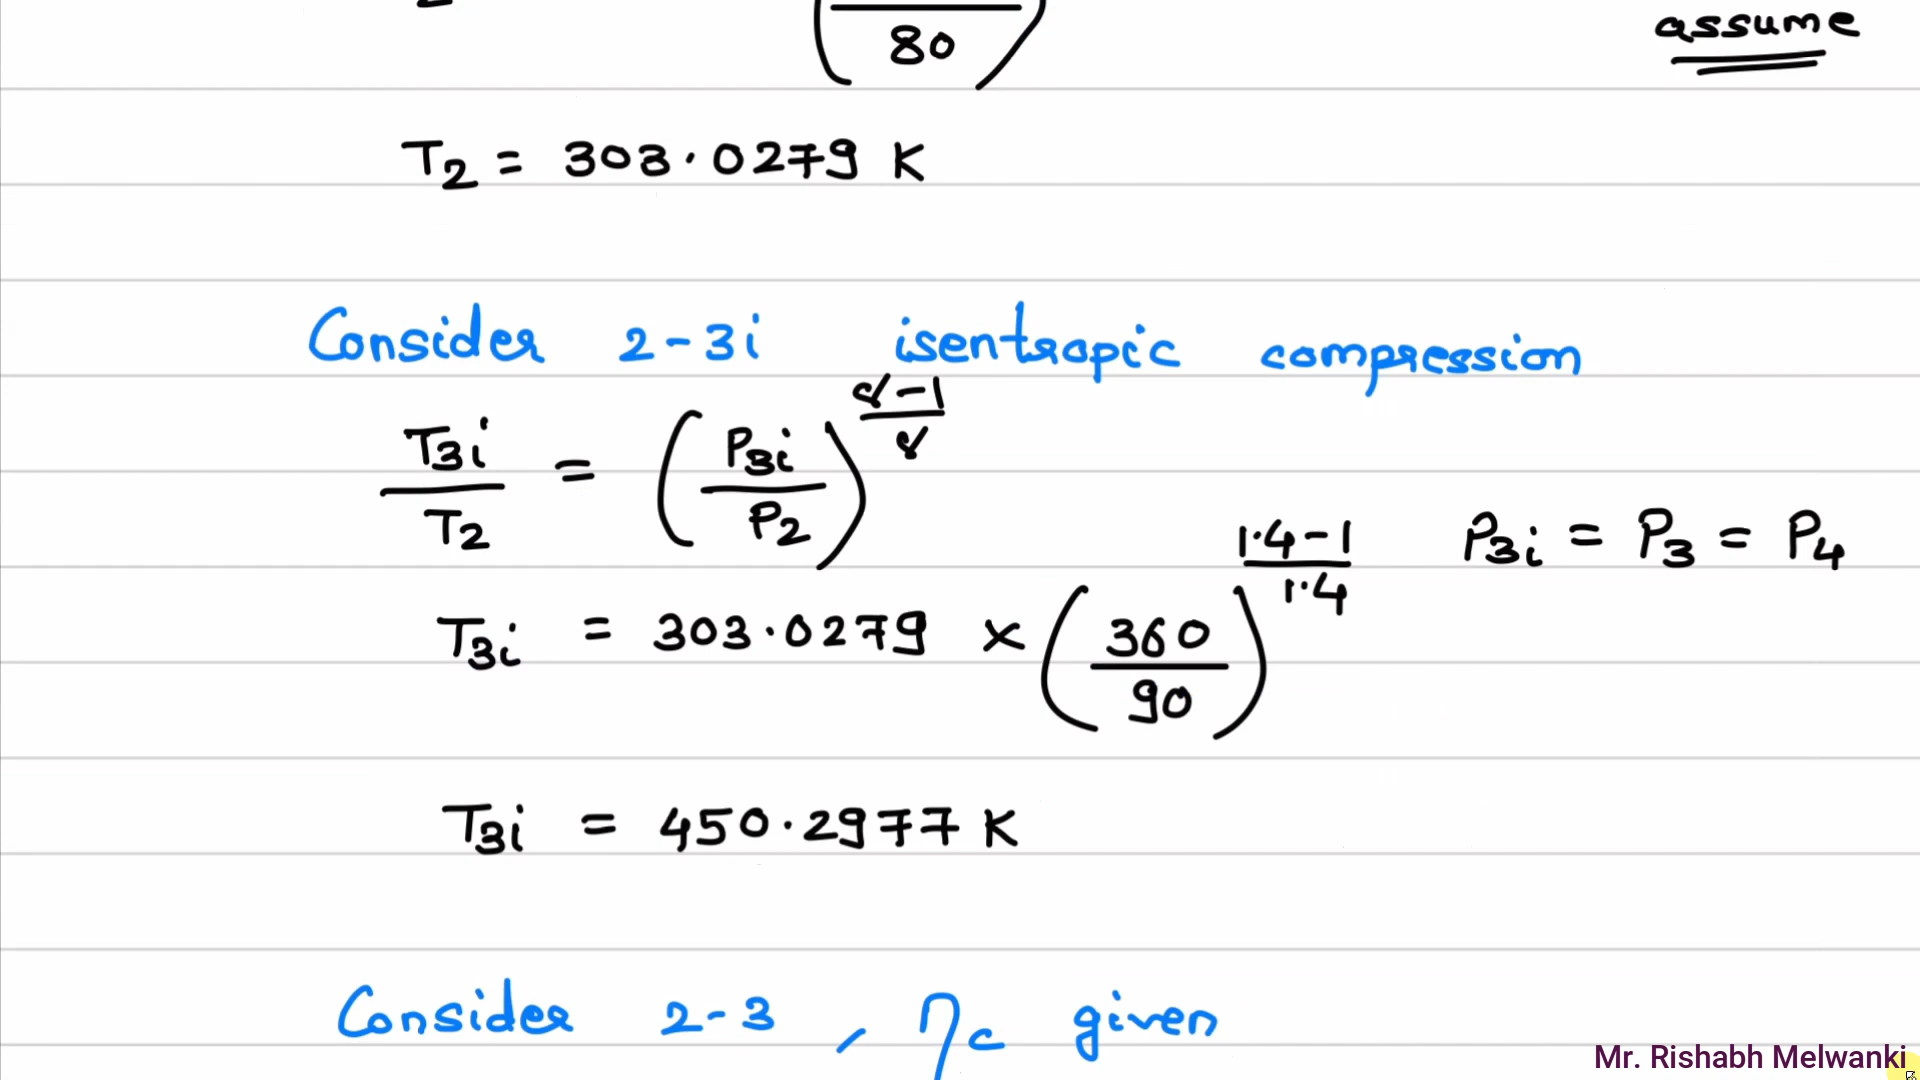 80
assume
T2 = 303.0279 K
Consider 2-3i isentropic compression
T3i / T2 = (P3i / P2)^(γ-1 / γ)
P3i = P3 = P4
T3i = 303.0279 × (360 / 90)^(1.4-1 / 1.4)
T3i = 450.2977 K
Consider 2-3 , ηc given
Mr. Rishabh Melwanki